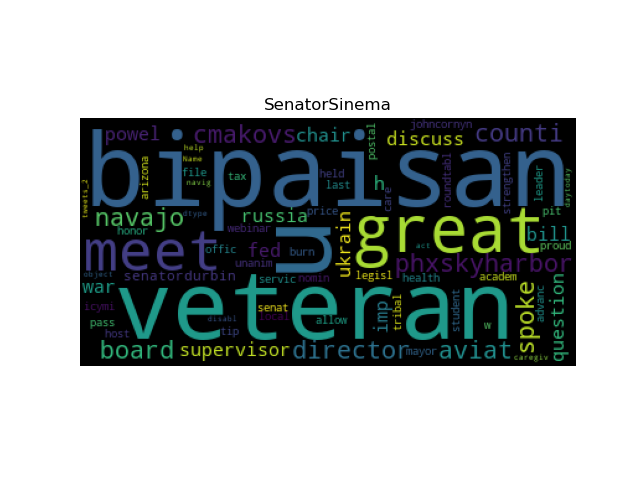 SenatorSinema
bipaisan
great
veteran
meet
u
powel
cmakovs
chair
postal
discuss
johncornyn
counti
help
Name
navig
arizona
file
tax
held
last
h
care
roundtabl
strengthen
leader
daytoday
tweets_2
navajo
honor
dtype
russia
price
webinar
offic
fed
burn
unanim
ukrain
legisl
act
bill
pit
proud
phxskyharbor
object
war
senatordurbin
servic
nomin
health
academ
icymi
pass
host
disabl
tip
local
senat
allow
imp
tribal
student
w
spoke
advanc
question
board
supervisor
director
mayor
aviat
caregiv